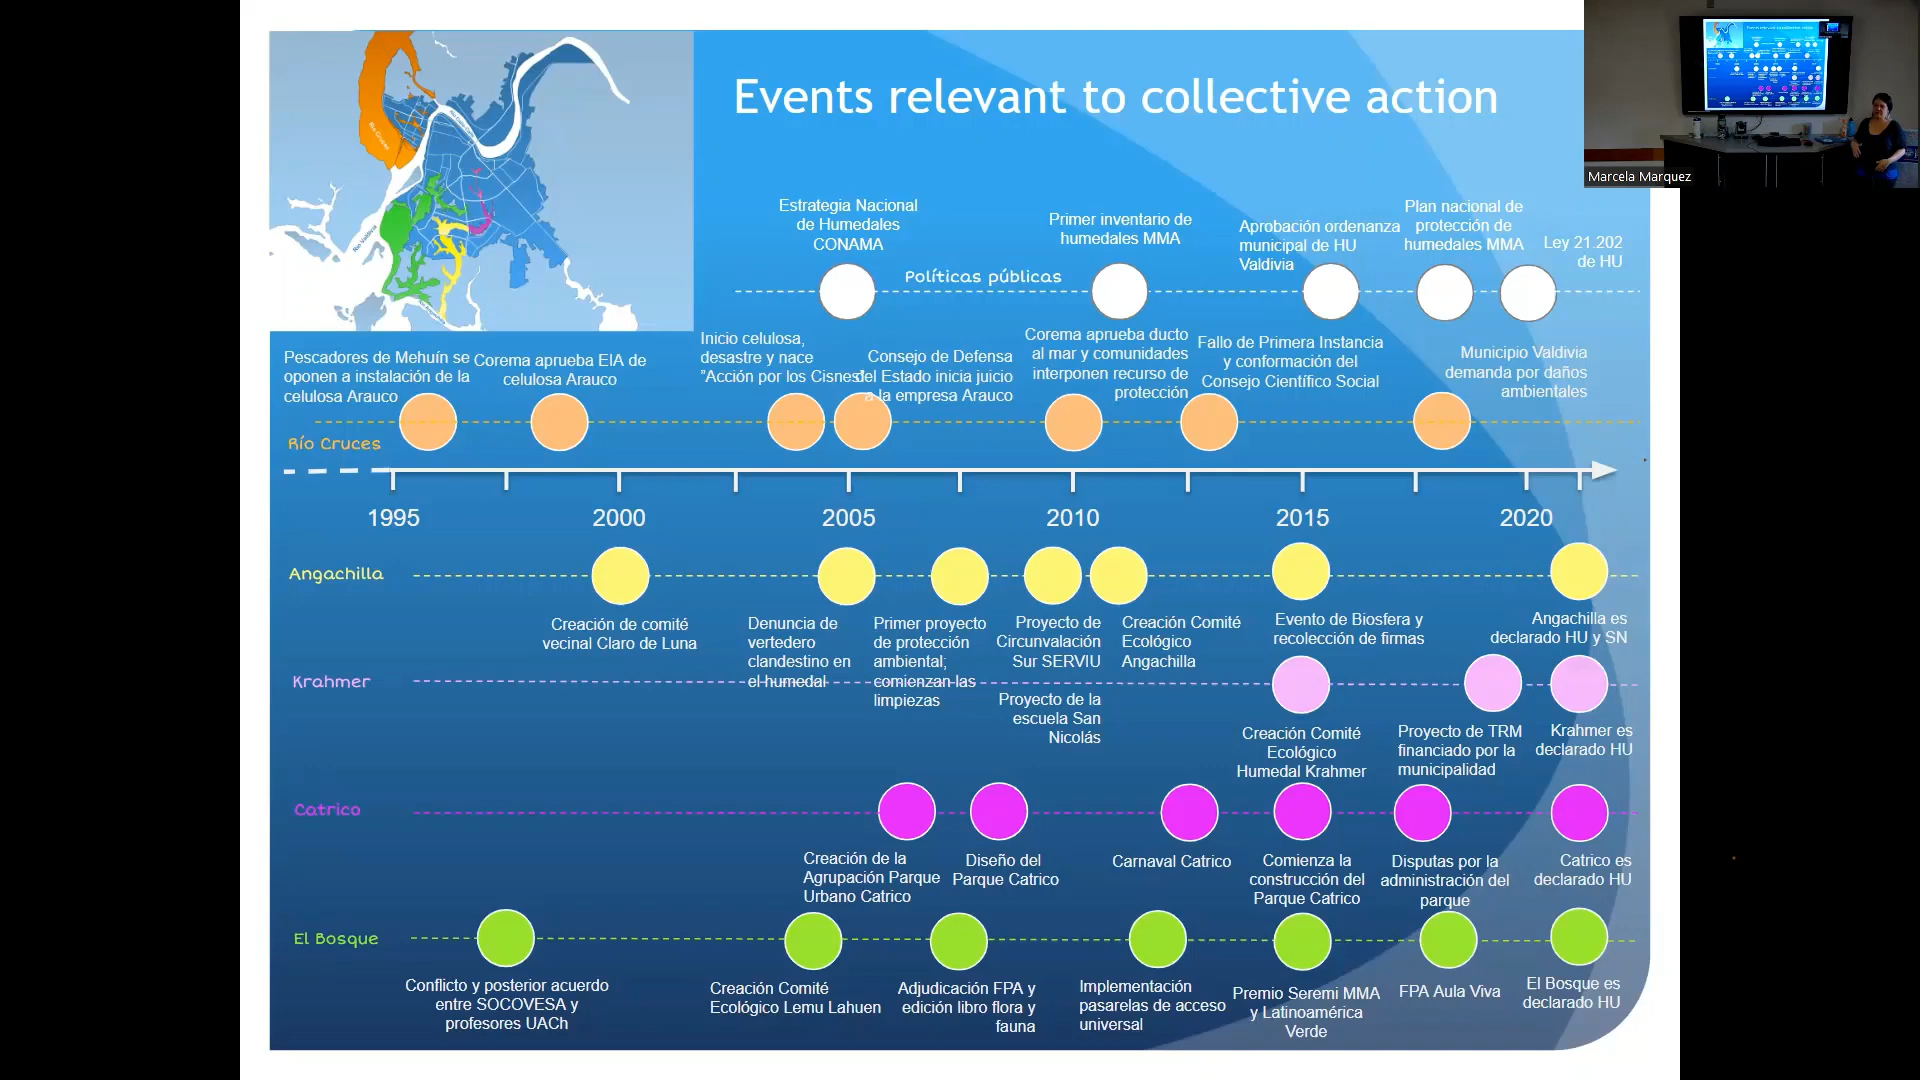 Events relevant to collective action
Marcela Marquez
Río Cruces
Río Valdivia
Estrategia Nacional
de Humedales
CONAMA
Políticas públicas
Primer inventario de
humedales MMA
Aprobación ordenanza
municipal de HU
Valdivia
Plan nacional de
protección de
humedales MMA
Ley 21.202
de HU
Pescadores de Mehuín se
oponen a instalación de la
celulosa Arauco
Corema aprueba EIA de
celulosa Arauco
Inicio celulosa,
desastre y nace
"Acción por los Cisnes"
Consejo de Defensa
del Estado inicia juicio
a la empresa Arauco
Corema aprueba ducto
al mar y comunidades
interponen recurso de
protección
Fallo de Primera Instancia
y conformación del
Consejo Científico Social
Municipio Valdivia
demanda por daños
ambientales
Río Cruces
1995
2000
2005
2010
2015
2020
Angachilla
Creación de comité
vecinal Claro de Luna
Denuncia de
vertedero
clandestino en
el humedal
Primer proyecto
de protección
ambiental;
comienzan las
limpiezas
Proyecto de
Circunvalación
Sur SERVIU
Proyecto de la
escuela San
Nicolás
Creación Comité
Ecológico
Angachilla
Evento de Biosfera y
recolección de firmas
Angachilla es
declarado HU y SN
Krahmer
Creación Comité
Ecológico
Humedal Krahmer
Proyecto de TRM
financiado por la
municipalidad
Krahmer es
declarado HU
Catrico
Creación de la
Agrupación Parque
Urbano Catrico
Diseño del
Parque Catrico
Carnaval Catrico
Comienza la
construcción del
Parque Catrico
Disputas por la
administración del
parque
Catrico es
declarado HU
El Bosque
Conflicto y posterior acuerdo
entre SOCOVESA y
profesores UACh
Creación Comité
Ecológico Lemu Lahuen
Adjudicación FPA y
edición libro flora y
fauna
Implementación
pasarelas de acceso
universal
Premio Seremi MMA
y Latinoamérica
Verde
FPA Aula Viva
El Bosque es
declarado HU